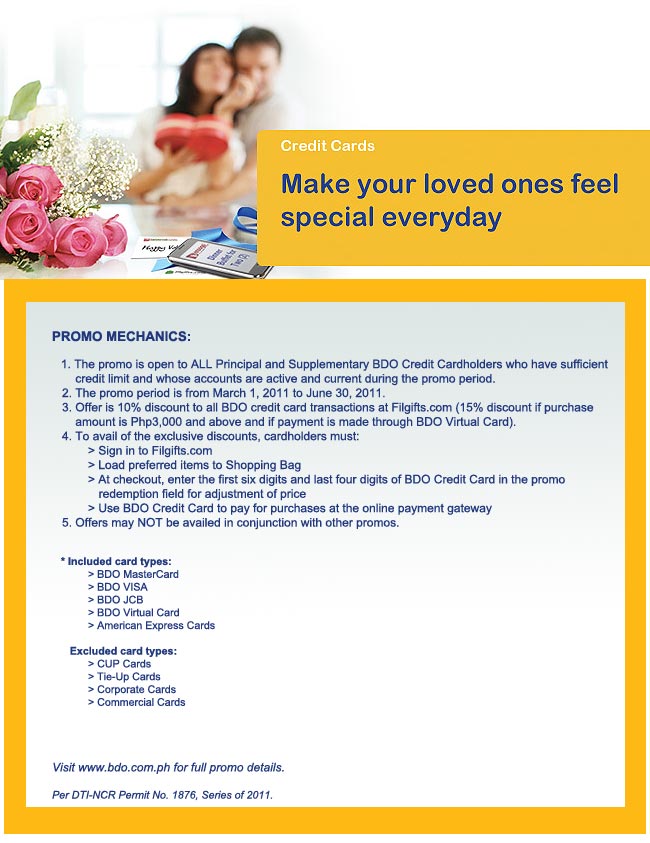 Credit Cards
Make your loved ones feel
special everyday
Happy
Dinner
Buffet for
Two (2)
Filgifts.com
PROMO MECHANICS:
1. The promo is open to ALL Principal and Supplementary BDO Credit Cardholders who have sufficient
credit limit and whose accounts are active and current during the promo period.
2. The promo period is from March 1, 2011 to June 30, 2011.
3. Offer is 10% discount to all BDO credit card transactions at Filgifts.com (15% discount if purchase
amount is Php3,000 and above and if payment is made through BDO Virtual Card).
4. To avail of the exclusive discounts, cardholders must:
> Sign in to Filgifts.com
> Load preferred items to Shopping Bag
> At checkout, enter the first six digits and last four digits of BDO Credit Card in the promo
redemption field for adjustment of price
> Use BDO Credit Card to pay for purchases at the online payment gateway
5. Offers may NOT be availed in conjunction with other promos.
* Included card types:
> BDO MasterCard
> BDO VISA
> BDO JCB
> BDO Virtual Card
> American Express Cards
Excluded card types:
> CUP Cards
> Tie-Up Cards
> Corporate Cards
> Commercial Cards
Visit www.bdo.com.ph for full promo details.
Per DTI-NCR Permit No. 1876, Series of 2011.